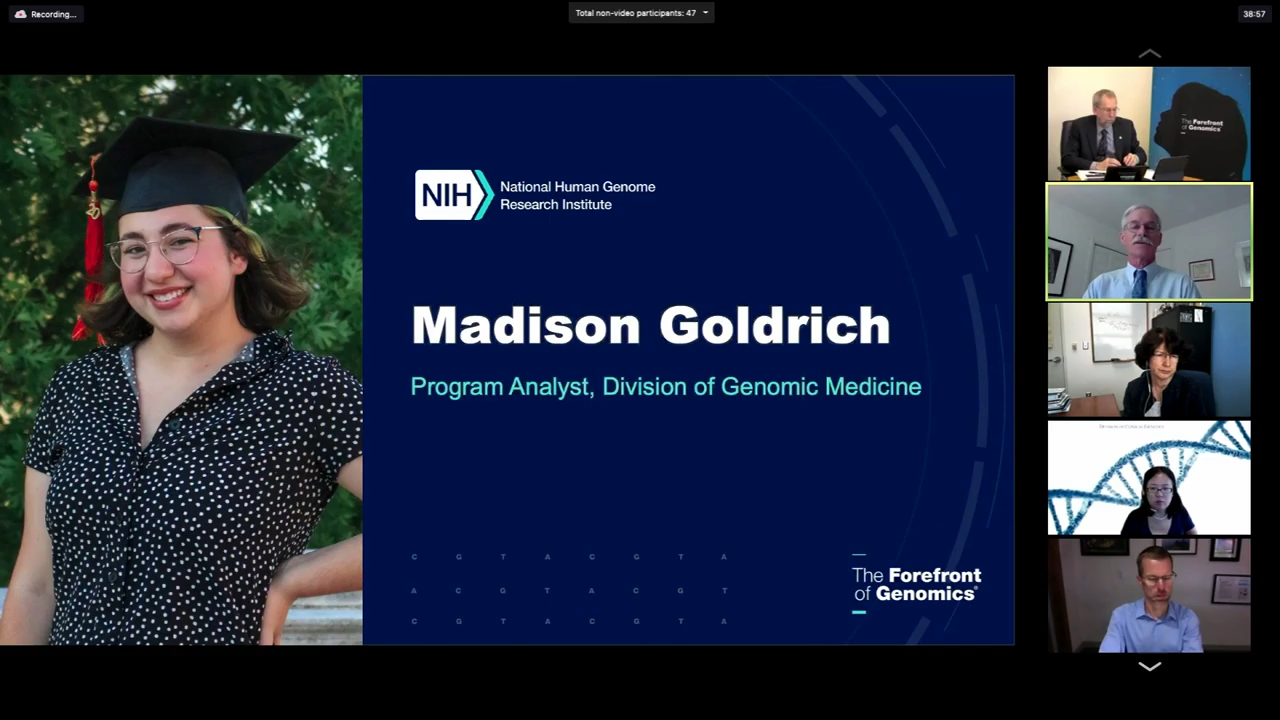 Recording...
Total non-video participants: 47
38:57
NIH
National Human Genome
Research Institute
Madison Goldrich
Program Analyst, Division of Genomic Medicine
C G T A C G T A
A C G T A C G T
C G T A C G T A
The Forefront
of Genomics®
The Forefront
of Genomics®